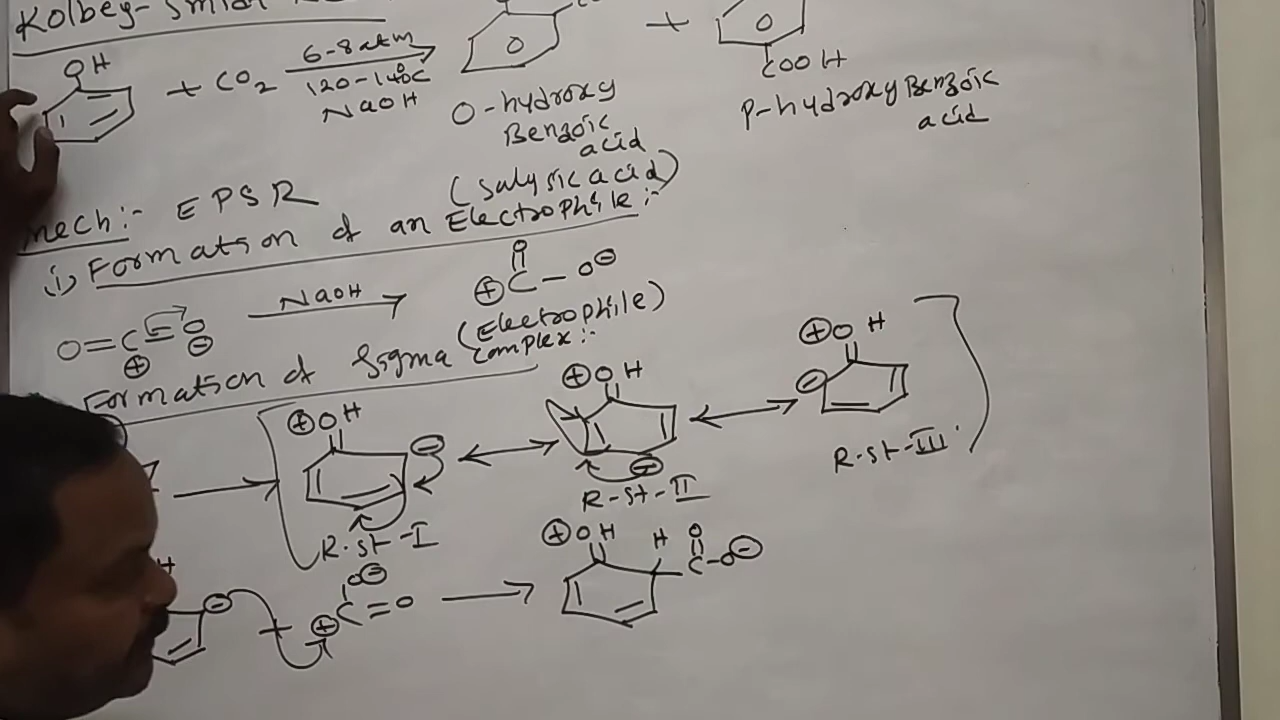 Kolbey-Smidt
OH
+ CO2 6-8 atm
120-140°C
NaOH
+
COOH
O-hydroxy
Benzoic
acid
(Salysic acid)
P-hydroxy Benzoic
acid
Mech:- EPSR
(i) Formation of an Electrophile:-
O=C=O
⊕ ⊖
NaOH
O
⊕C-O⊖
(Electrophile)
Formation of Sigma Complex:-
⊕OH
⊖
R.st-I
⊕OH
⊖
R-st-II
⊕OH
⊖
R-st-III
H
⊖
+
O⊖
⊕C=O
⊕OH
H
O
C-O⊖